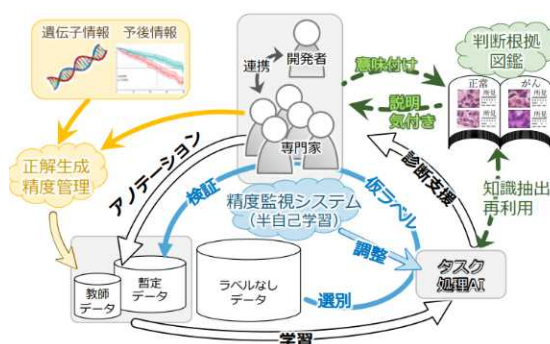 遺伝子情報
予後情報
開発者
連携
専門家
意味付け
説明
気付き
判断根拠
図鑑
正常
がん
所見
所見
所見
所見
正解生成
精度管理
アノテーション
検証
精度監視システム
(半自己学習)
仮ラベル
診断支援
知識抽出
再利用
調整
タスク
処理AI
教師
データ
暫定
データ
ラベルなし
データ
選別
学習